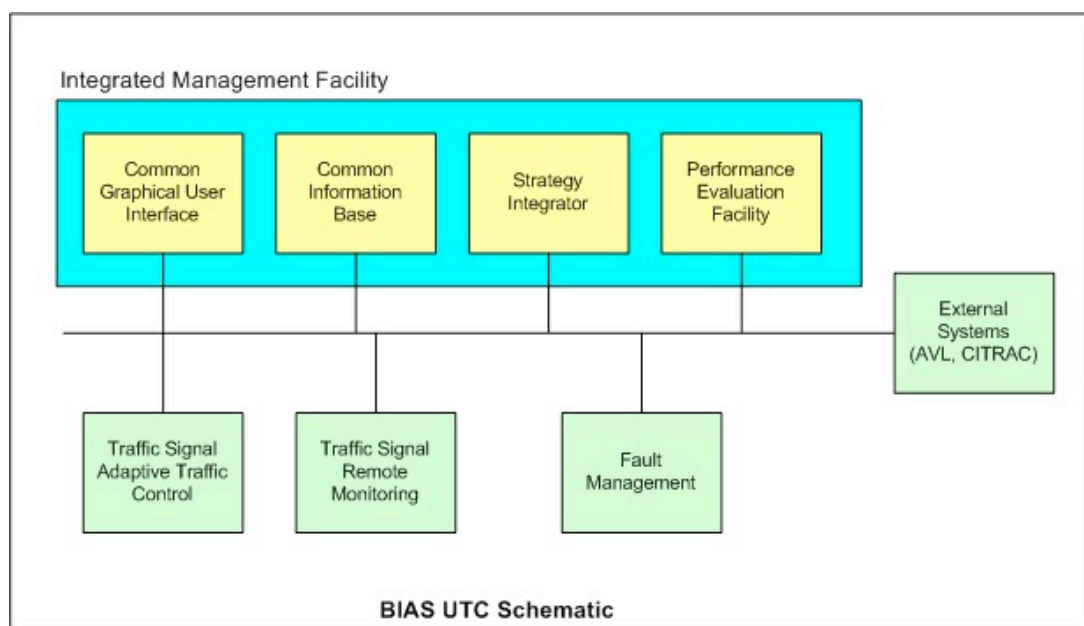 Integrated Management Facility
Common
Graphical User
Interface
Common
Information
Base
Strategy
Integrator
Performance
Evaluation
Facility
External
Systems
(AVL, CITRAC)
Traffic Signal
Adaptive Traffic
Control
Traffic Signal
Remote
Monitoring
Fault
Management
BIAS UTC Schematic